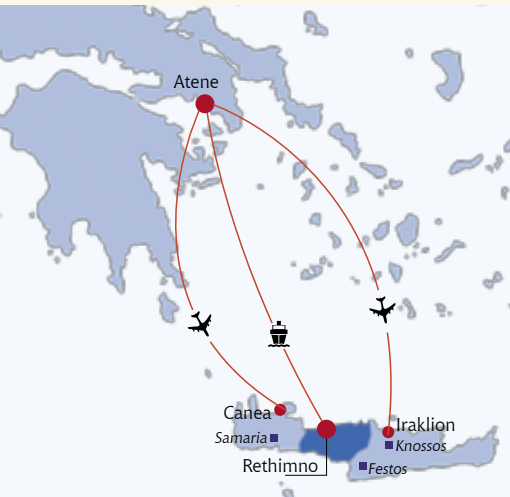 Atene
Canea
Iraklion
Samaria
Knossos
Rethimno
Festos